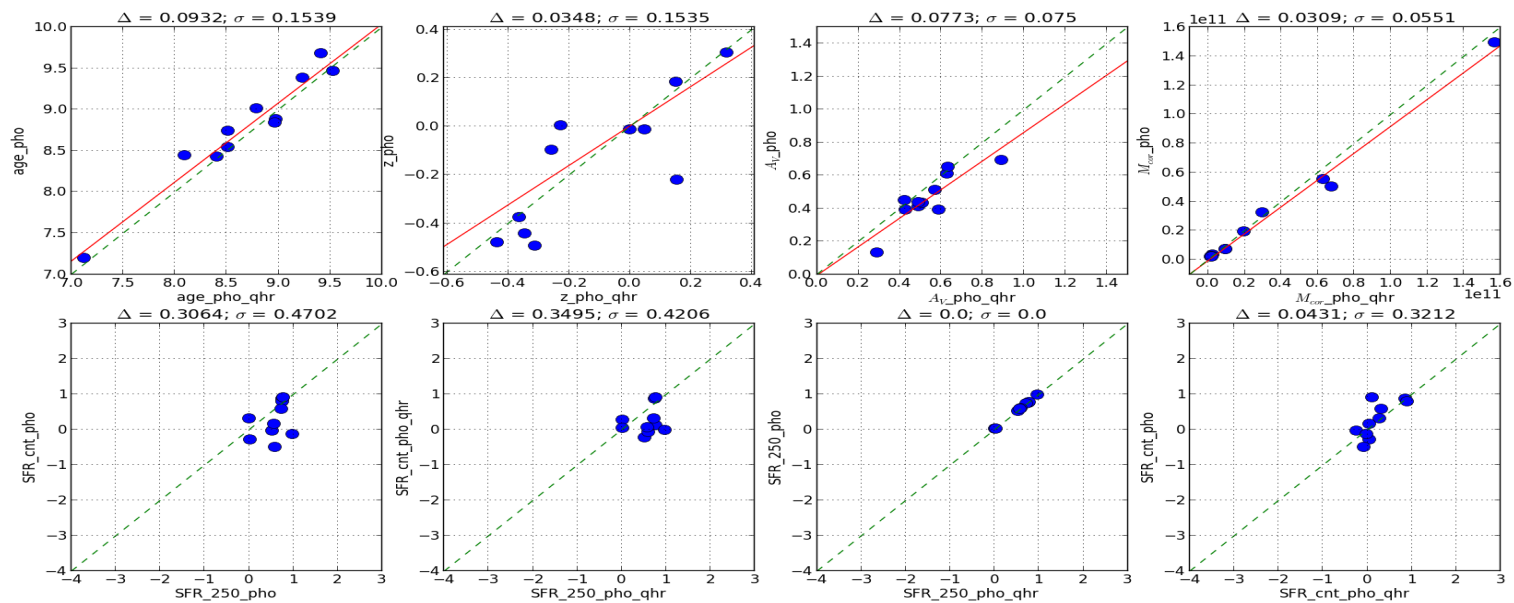 Δ = 0.0932; σ = 0.1539
age_pho
10.0
9.5
9.0
8.5
8.0
7.5
7.0
7.0 7.5 8.0 8.5 9.0 9.5 10.0
age_pho_qhr
Δ = 0.0348; σ = 0.1535
z_pho
0.4
0.2
0.0
−0.2
−0.4
−0.6
−0.6 −0.4 −0.2 0.0 0.2 0.4
z_pho_qhr
Δ = 0.0773; σ = 0.075
A_V_pho
1.4
1.2
1.0
0.8
0.6
0.4
0.2
0.0
0.0 0.2 0.4 0.6 0.8 1.0 1.2 1.4
A_V_pho_qhr
Δ = 0.0309; σ = 0.0551
1e11
M_cor_pho
1.6
1.4
1.2
1.0
0.8
0.6
0.4
0.2
0.0
0.0 0.2 0.4 0.6 0.8 1.0 1.2 1.4 1.6
M_cor_pho_qhr
1e11
Δ = 0.3064; σ = 0.4702
SFR_cnt_pho
3
2
1
0
−1
−2
−3
−4
−4 −3 −2 −1 0 1 2 3
SFR_250_pho
Δ = 0.3495; σ = 0.4206
SFR_cnt_pho_qhr
3
2
1
0
−1
−2
−3
−4
−4 −3 −2 −1 0 1 2 3
SFR_250_pho_qhr
Δ = 0.0; σ = 0.0
SFR_250_pho
3
2
1
0
−1
−2
−3
−4
−4 −3 −2 −1 0 1 2 3
SFR_250_pho_qhr
Δ = 0.0431; σ = 0.3212
SFR_cnt_pho
3
2
1
0
−1
−2
−3
−4
−4 −3 −2 −1 0 1 2 3
SFR_cnt_pho_qhr